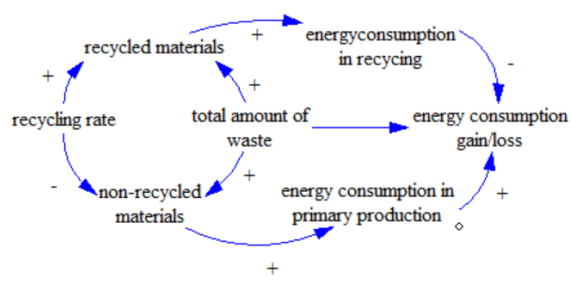 recycled materials
+
energyconsumption
in recycing
-
+
+
recycling rate
total amount of
waste
energy consumption
gain/loss
-
non-recycled
materials
+
energy consumption in
primary production
+
+